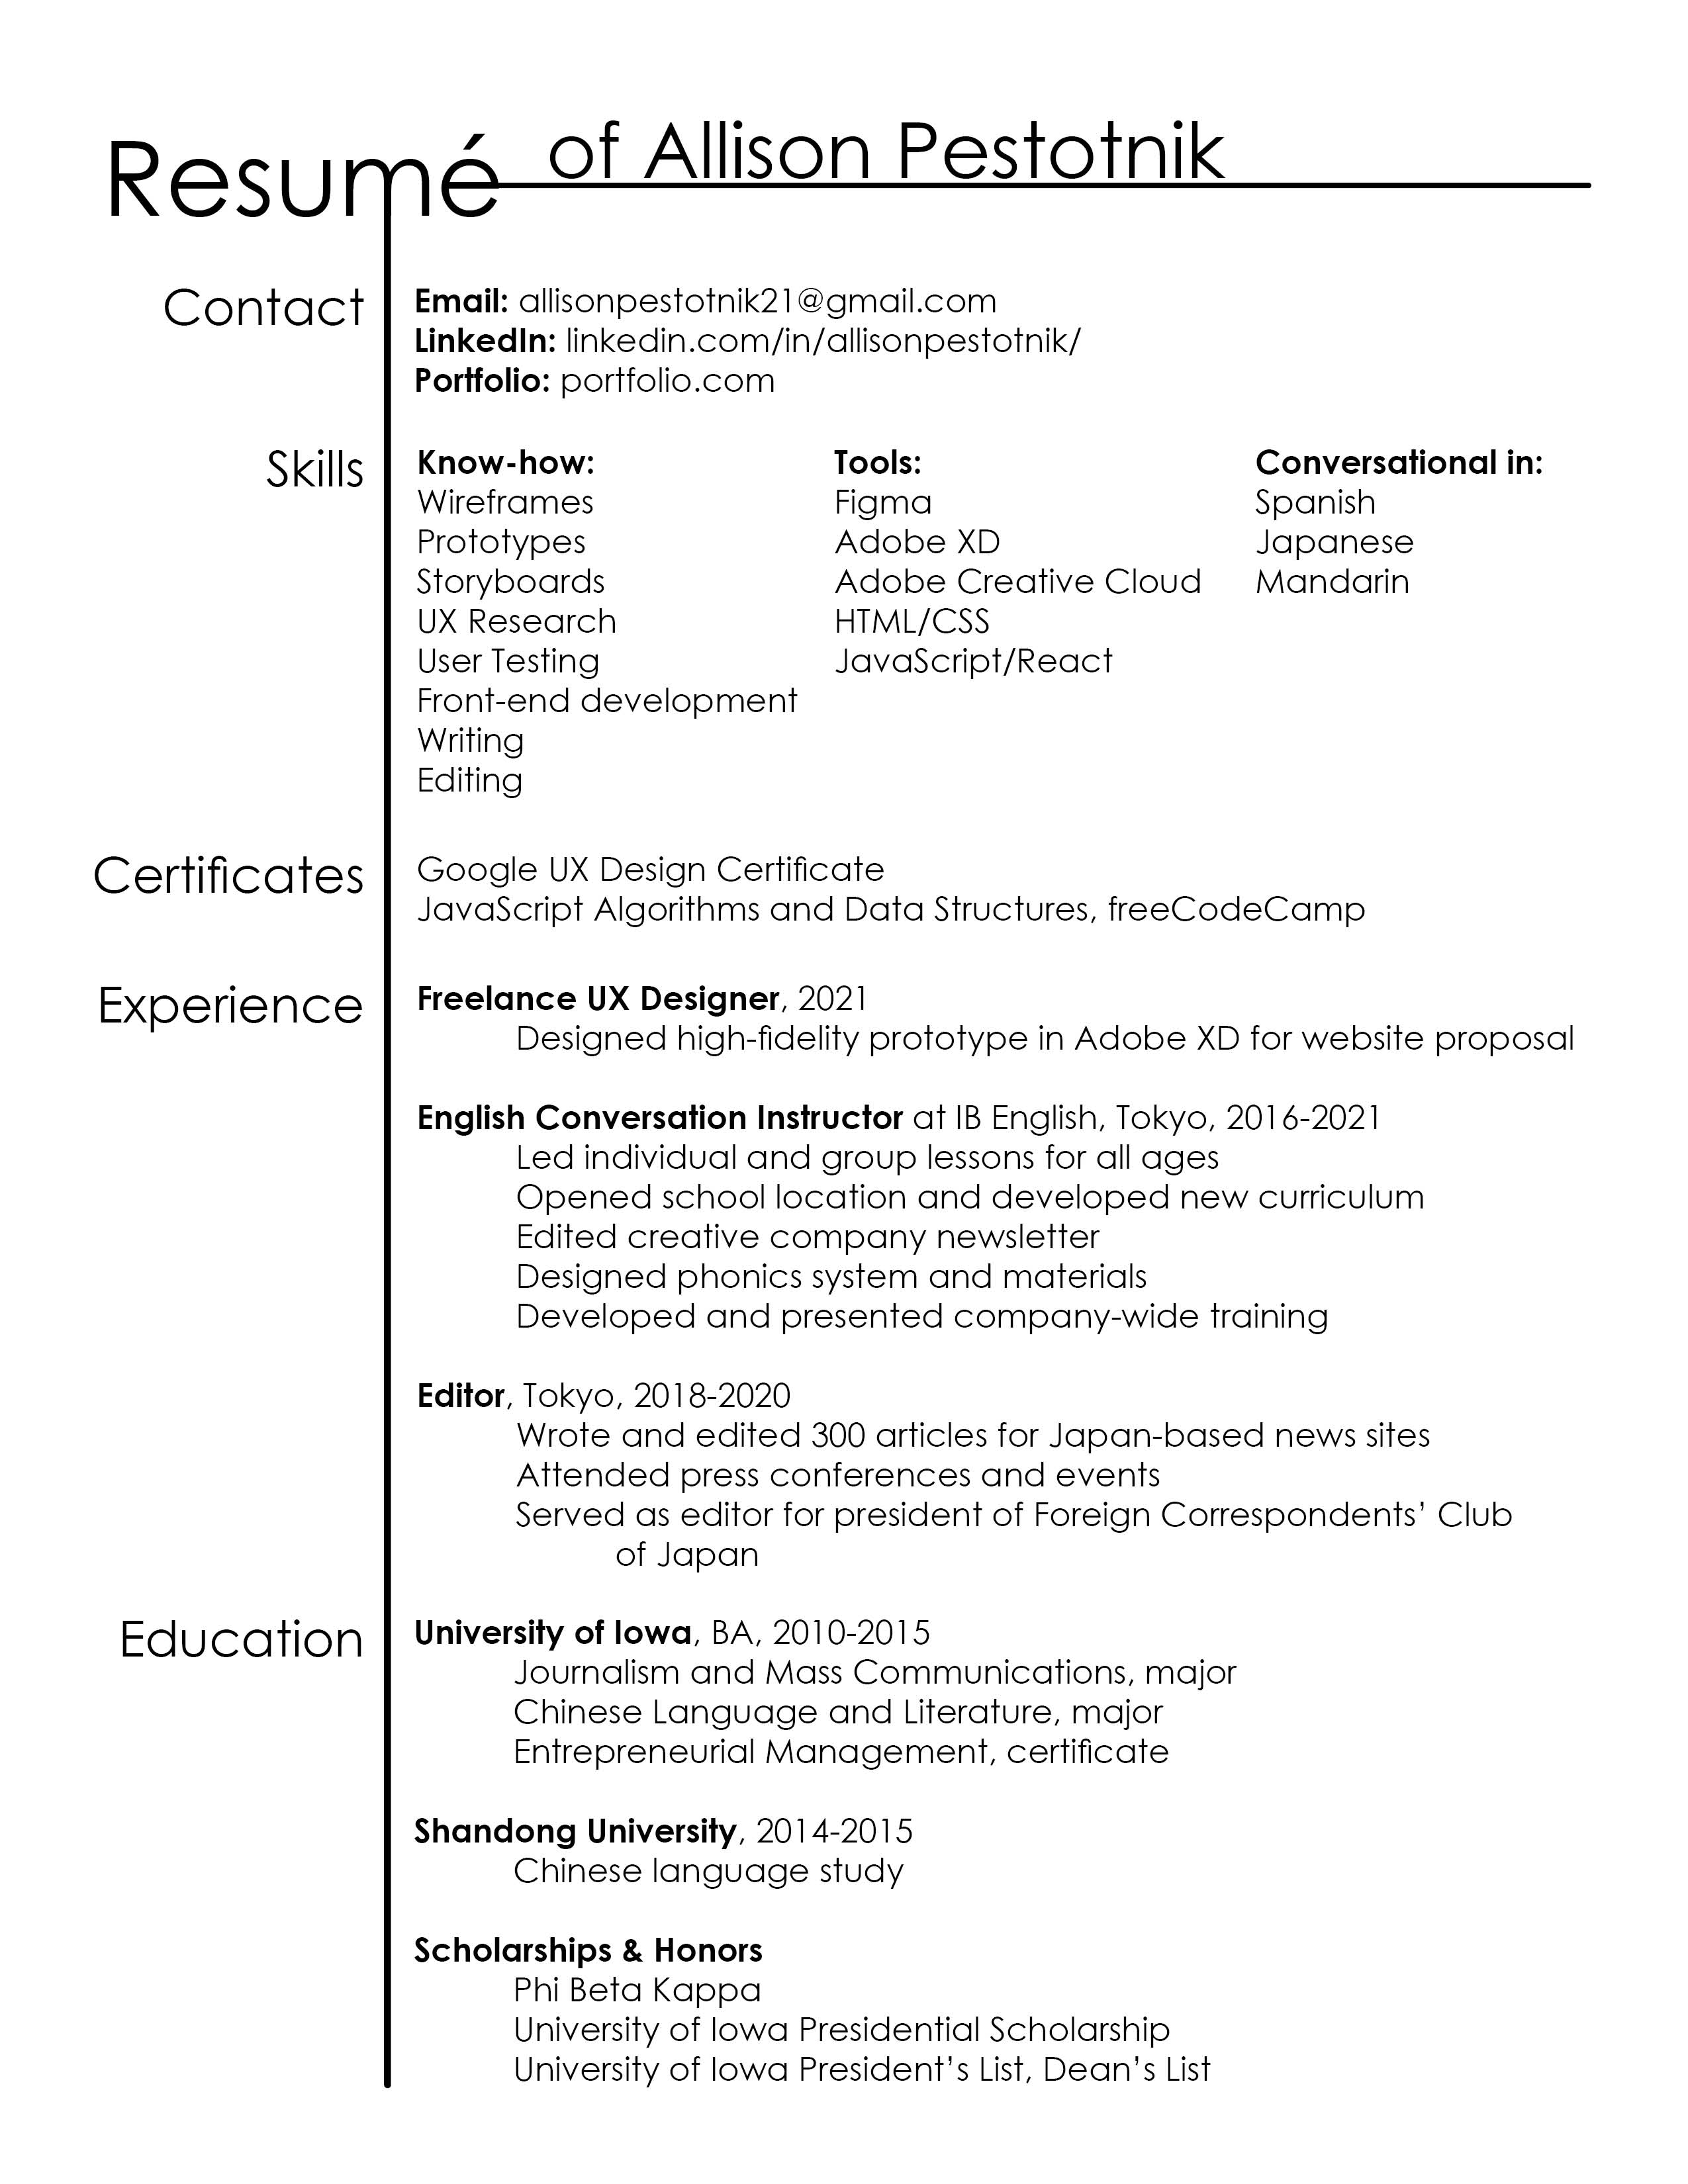 Resumé of Allison Pestotnik
Contact
Email: allisonpestotnik21@gmail.com
LinkedIn: linkedin.com/in/allisonpestotnik/
Portfolio: portfolio.com
Skills
Know-how:
Wireframes
Prototypes
Storyboards
UX Research
User Testing
Front-end development
Writing
Editing
Tools:
Figma
Adobe XD
Adobe Creative Cloud
HTML/CSS
JavaScript/React
Conversational in:
Spanish
Japanese
Mandarin
Certificates
Google UX Design Certificate
JavaScript Algorithms and Data Structures, freeCodeCamp
Experience
Freelance UX Designer, 2021
Designed high-fidelity prototype in Adobe XD for website proposal
English Conversation Instructor at IB English, Tokyo, 2016-2021
Led individual and group lessons for all ages
Opened school location and developed new curriculum
Edited creative company newsletter
Designed phonics system and materials
Developed and presented company-wide training
Editor, Tokyo, 2018-2020
Wrote and edited 300 articles for Japan-based news sites
Attended press conferences and events
Served as editor for president of Foreign Correspondents’ Club
of Japan
Education
University of Iowa, BA, 2010-2015
Journalism and Mass Communications, major
Chinese Language and Literature, major
Entrepreneurial Management, certificate
Shandong University, 2014-2015
Chinese language study
Scholarships & Honors
Phi Beta Kappa
University of Iowa Presidential Scholarship
University of Iowa President’s List, Dean’s List